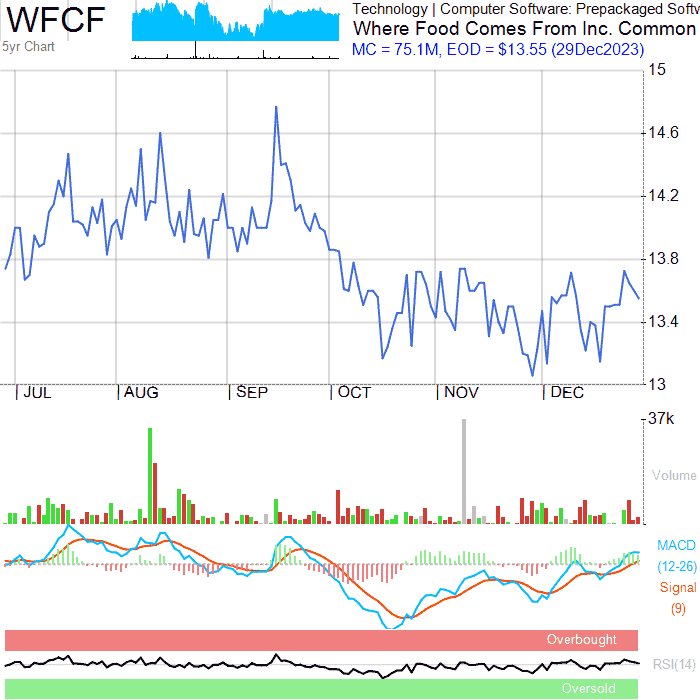 WFCF
5yr Chart
Technology | Computer Software: Prepackaged Softw
Where Food Comes From Inc. Common
MC = 75.1M, EOD = $13.55 (29Dec2023)
15
14.6
14.2
13.8
13.4
13
JUL AUG SEP OCT NOV DEC
37k
Volume
MACD
(12-26)
Signal
(9)
Overbought
RSI(14)
Oversold